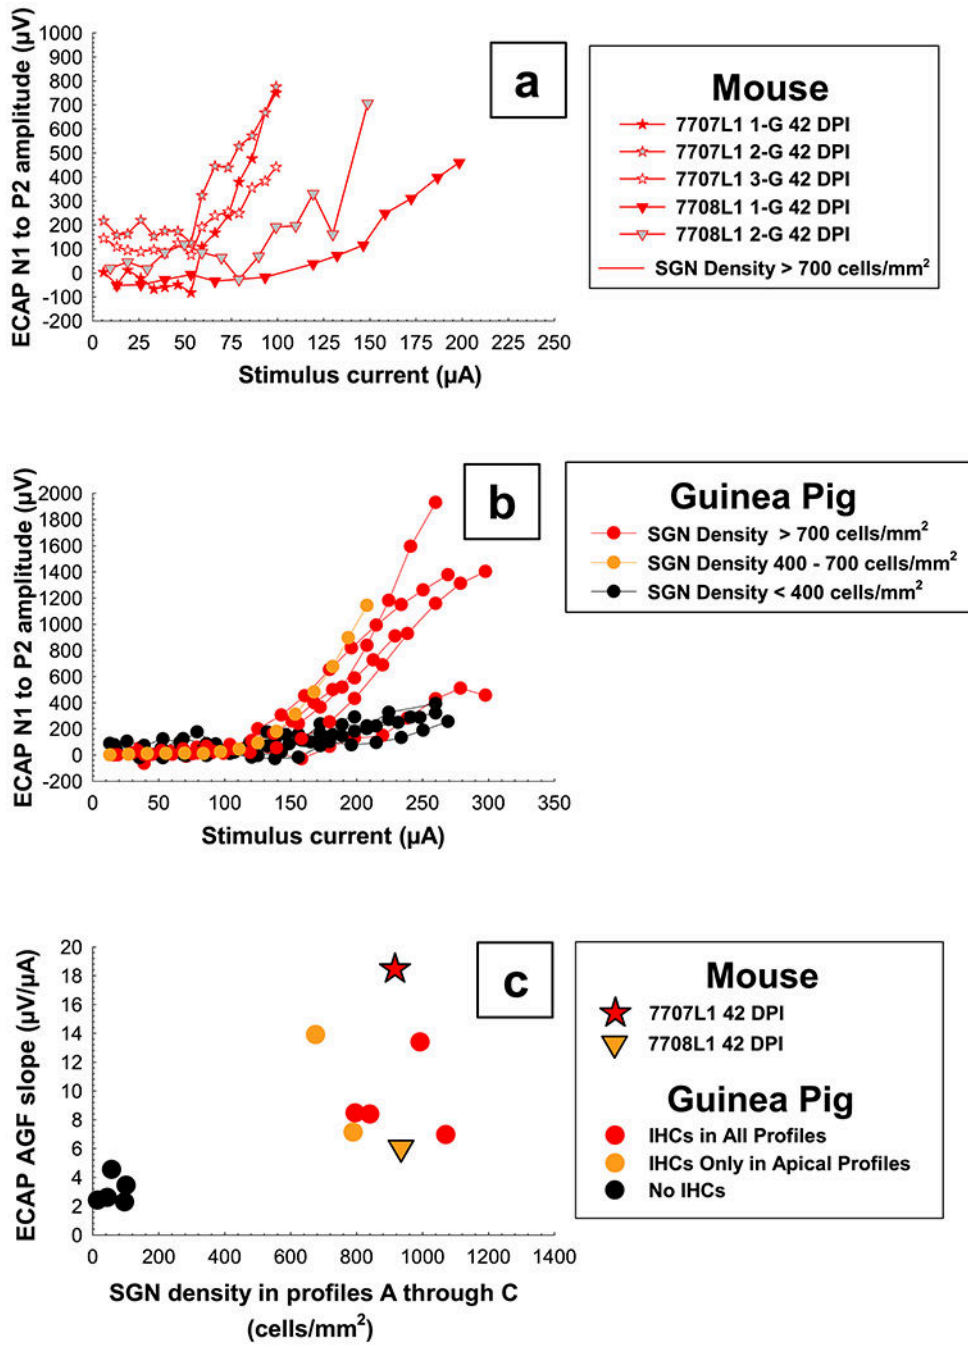 ECAP N1 to P2 amplitude (µV)
1000
900
800
700
600
500
400
300
200
100
0
-100
-200
0 25 50 75 100 125 150 175 200 225 250
Stimulus current (µA)
a
Mouse
7707L1 1-G 42 DPI
7707L1 2-G 42 DPI
7707L1 3-G 42 DPI
7708L1 1-G 42 DPI
7708L1 2-G 42 DPI
SGN Density > 700 cells/mm²
ECAP N1 to P2 amplitude (µV)
2000
1800
1600
1400
1200
1000
800
600
400
200
0
-200
0 50 100 150 200 250 300 350
Stimulus current (µA)
b
Guinea Pig
SGN Density > 700 cells/mm²
SGN Density 400 - 700 cells/mm²
SGN Density < 400 cells/mm²
ECAP AGF slope (µV/µA)
20
18
16
14
12
10
8
6
4
2
0
0 200 400 600 800 1000 1200 1400
SGN density in profiles A through C
(cells/mm²)
c
Mouse
7707L1 42 DPI
7708L1 42 DPI
Guinea Pig
IHCs in All Profiles
IHCs Only in Apical Profiles
No IHCs